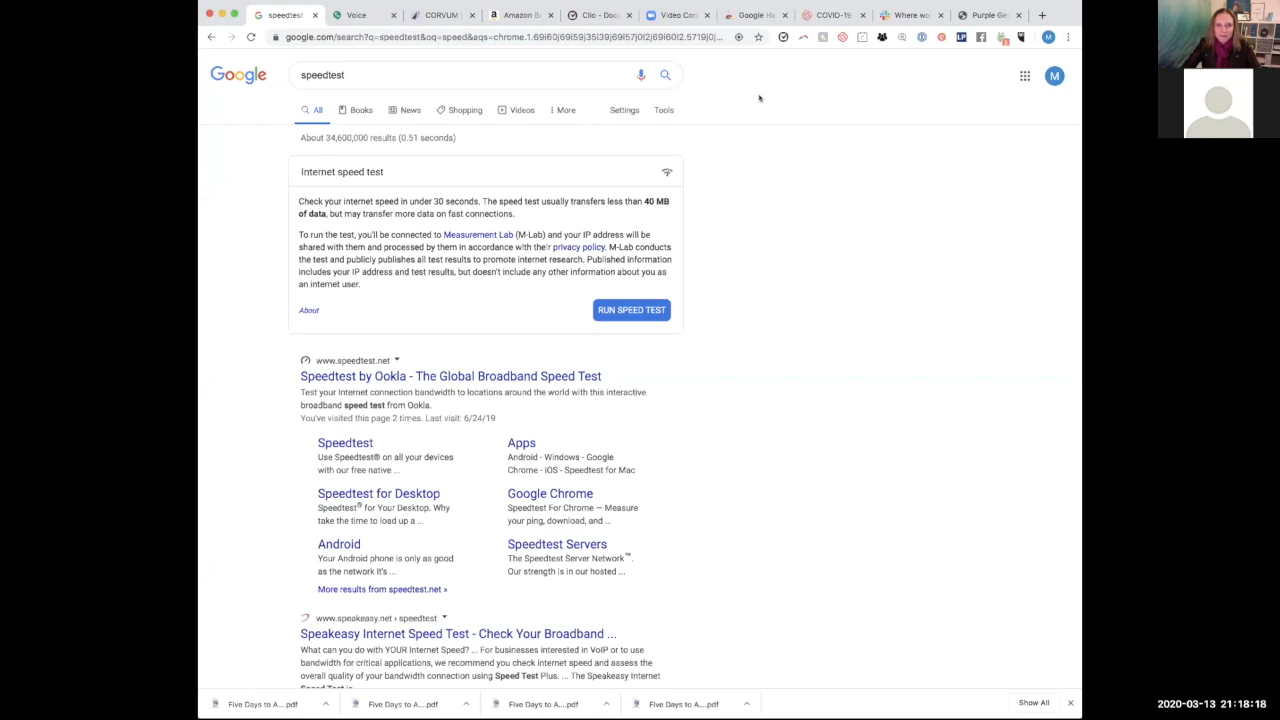 speedtest
Voice
CORVUM
Amazon B
Clio - Doc
Video Con
Google Ha
COVID-19
Where wo
Purple Ge
google.com/search?q=speedtest&oq=speed&aqs=chrome.1.69i60j69i59j35i39j69i57j0l2j69i60l2.5719j0j...
Google
speedtest
M
All
Books
News
Shopping
Videos
More
Settings
Tools
About 34,600,000 results (0.51 seconds)
Internet speed test
Check your internet speed in under 30 seconds. The speed test usually transfers less than 40 MB
of data, but may transfer more data on fast connections.
To run the test, you'll be connected to Measurement Lab (M-Lab) and your IP address will be
shared with them and processed by them in accordance with their privacy policy. M-Lab conducts
the test and publicly publishes all test results to promote internet research. Published information
includes your IP address and test results, but doesn't include any other information about you as
an internet user.
About
RUN SPEED TEST
www.speedtest.net
Speedtest by Ookla - The Global Broadband Speed Test
Test your Internet connection bandwidth to locations around the world with this interactive
broadband speed test from Ookla.
You've visited this page 2 times. Last visit: 6/24/19
Speedtest
Use Speedtest® on all your devices
with our free native ...
Apps
Android - Windows - Google
Chrome - iOS - Speedtest for Mac
Speedtest for Desktop
Speedtest® for Your Desktop. Why
take the time to load up a ...
Google Chrome
Speedtest For Chrome — Measure
your ping, download, and ...
Android
Your Android phone is only as good
as the network it's ...
Speedtest Servers
The Speedtest Server Network™.
Our strength is in our hosted ...
More results from speedtest.net »
www.speakeasy.net › speedtest
Speakeasy Internet Speed Test - Check Your Broadband ...
What can you do with YOUR Internet Speed? ... For businesses interested in VoIP or to use
bandwidth for critical applications, we recommend you check internet speed and assess the
overall quality of your bandwidth connection using Speed Test Plus. ... The Speakeasy Internet
Speed Test is
Five Days to A....pdf
Five Days to A....pdf
Five Days to A....pdf
Five Days to A....pdf
Show All
2020-03-13 21:18:18